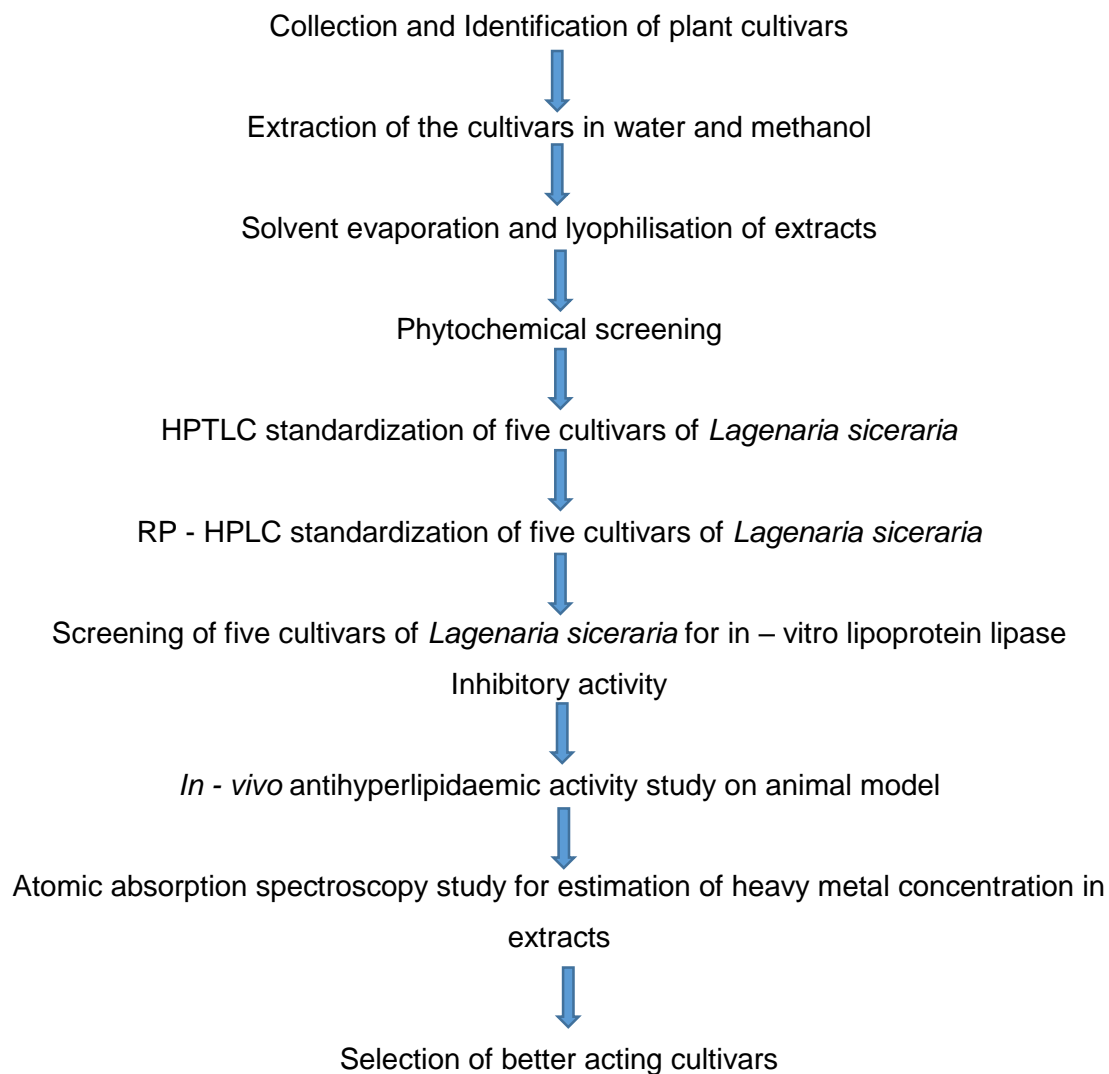 Collection and Identification of plant cultivars
Extraction of the cultivars in water and methanol
Solvent evaporation and lyophilisation of extracts
Phytochemical screening
HPTLC standardization of five cultivars of Lagenaria siceraria
RP - HPLC standardization of five cultivars of Lagenaria siceraria
Screening of five cultivars of Lagenaria siceraria for in – vitro lipoprotein lipase
Inhibitory activity
In - vivo antihyperlipidaemic activity study on animal model
Atomic absorption spectroscopy study for estimation of heavy metal concentration in
extracts
Selection of better acting cultivars